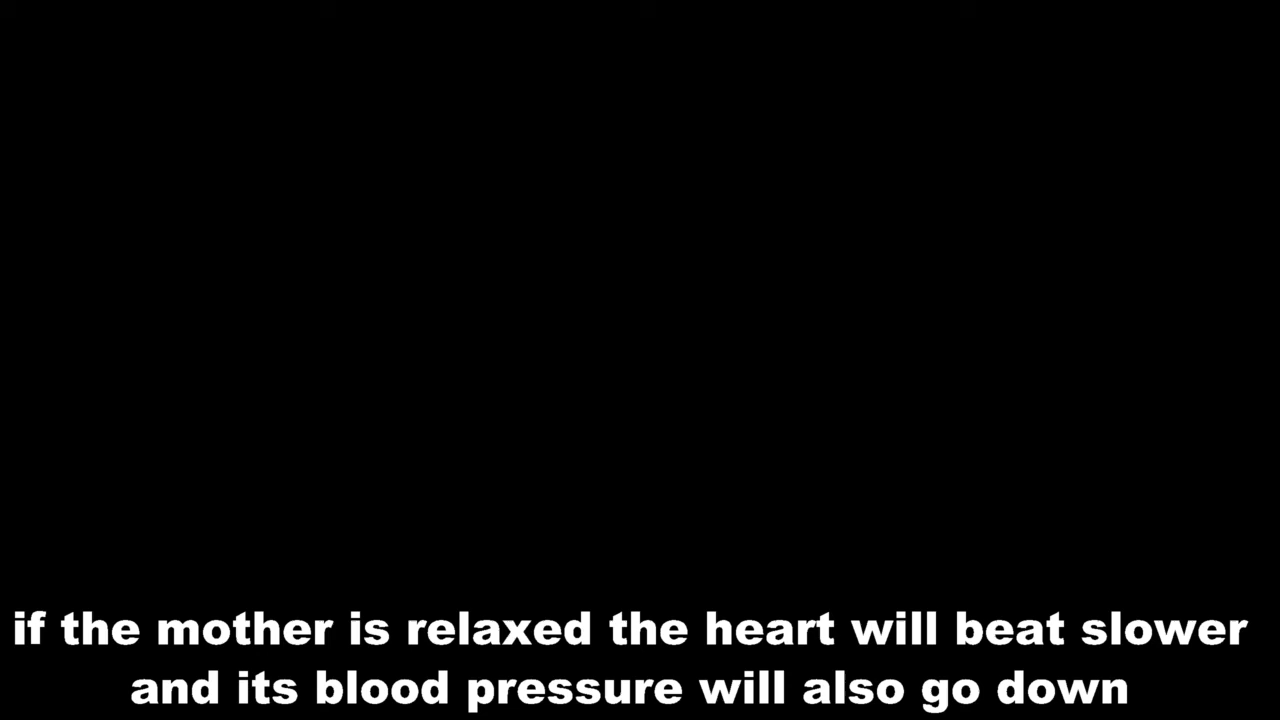 if the mother is relaxed the heart will beat slower
and its blood pressure will also go down